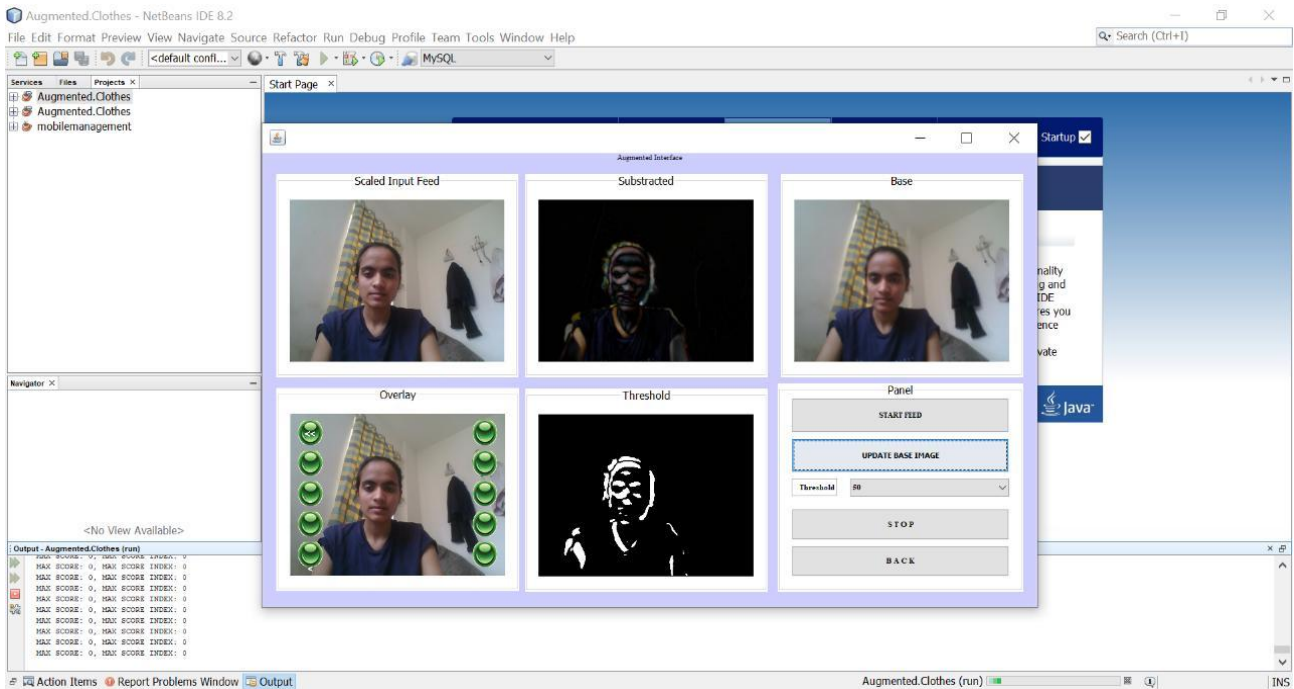 Augmented.Clothes - NetBeans IDE 8.2
File Edit Format Preview View Navigate Source Refactor Run Debug Profile Team Tools Window Help
Search (Ctrl+I)
<default confi... MySQL
Services Files Projects
Start Page
Augmented.Clothes
Augmented.Clothes
mobilemanagement
Startup
Augmented Interface
Scaled Input Feed
Substracted
Base
nality
g and
IDE
res you
ence
vate
Java
Navigator
<No View Available>
Overlay
<<
Threshold
Panel
START FEED
UPDATE BASE IMAGE
Threshold 50
STOP
BACK
Output - Augmented.Clothes (run)
MAX SCORE: 0, MAX SCORE INDEX: 0
MAX SCORE: 0, MAX SCORE INDEX: 0
MAX SCORE: 0, MAX SCORE INDEX: 0
MAX SCORE: 0, MAX SCORE INDEX: 0
MAX SCORE: 0, MAX SCORE INDEX: 0
MAX SCORE: 0, MAX SCORE INDEX: 0
MAX SCORE: 0, MAX SCORE INDEX: 0
MAX SCORE: 0, MAX SCORE INDEX: 0
MAX SCORE: 0, MAX SCORE INDEX: 0
MAX SCORE: 0, MAX SCORE INDEX: 0
Action Items Report Problems Window Output
Augmented.Clothes (run)
INS